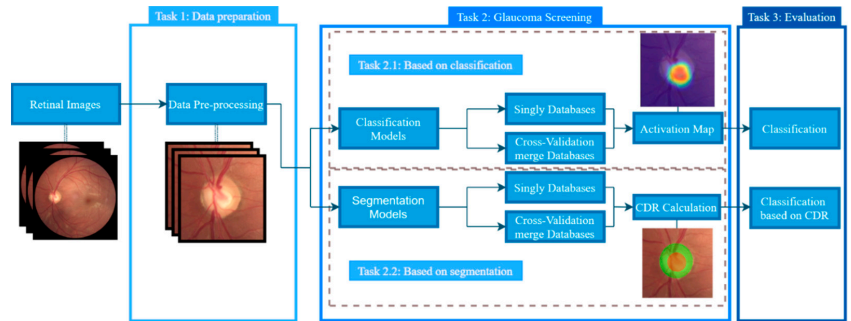 Task 1: Data preparation
Task 2: Glaucoma Screening
Task 3: Evaluation
Task 2.1: Based on classification
Retinal Images
Data Pre-processing
Classification
Models
Singly Databases
Cross-Validation
merge Databases
Activation Map
Classification
Segmentation
Models
Singly Databases
Cross-Validation
merge Databases
CDR Calculation
Classification
based on CDR
Task 2.2: Based on segmentation